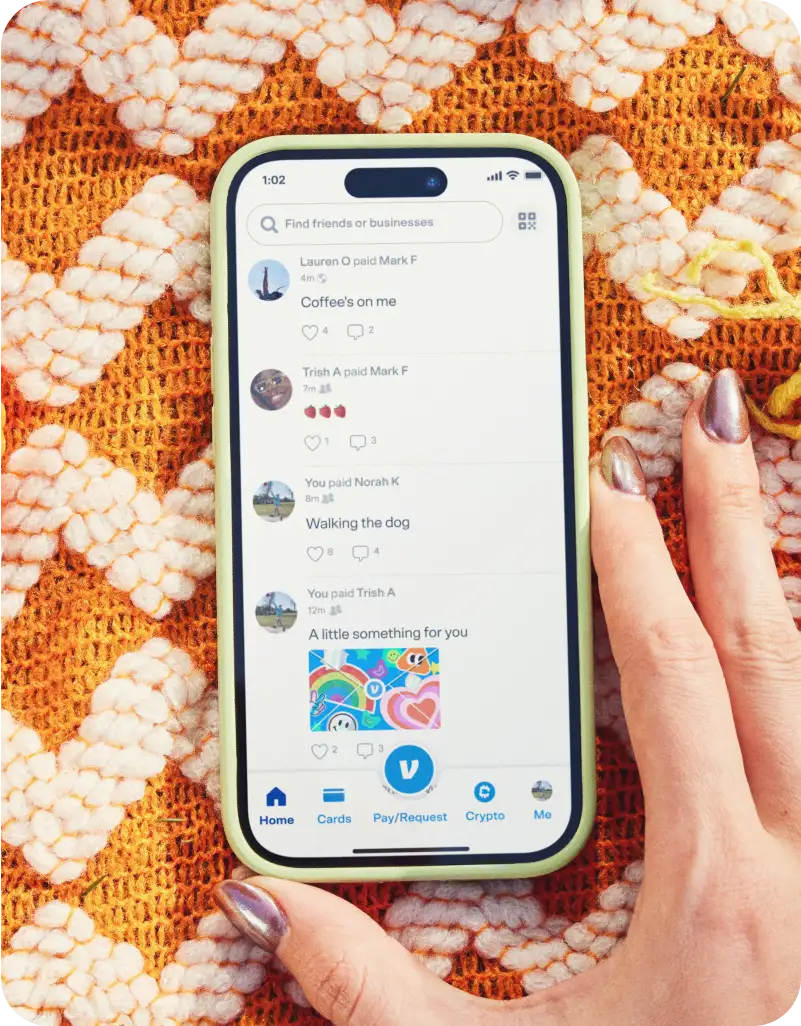 1:02
Find friends or businesses
Lauren O paid Mark F
4m
Coffee's on me
4 2
Trish A paid Mark F
7m
1 3
You paid Norah K
8m
Walking the dog
8 4
You paid Trish A
12m
A little something for you
V
2 3
V
Home Cards Pay/Request Crypto Me